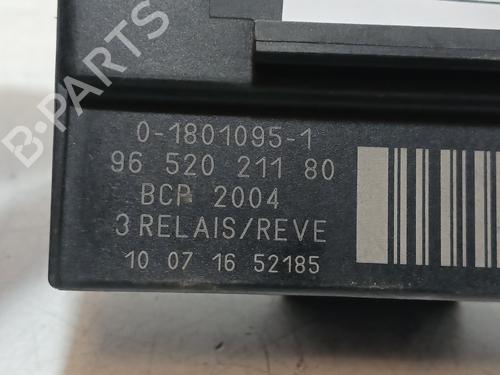 B-PARTS
0-1801095-1
96 520 211 80
BCP 2004
3 RELAIS/REVE
10 07 16 52185